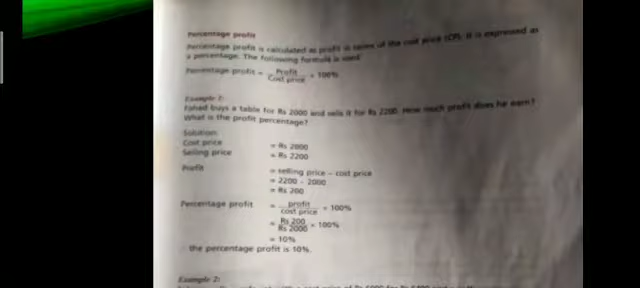 Percentage profit
Percentage profit is calculated as profit in terms of the cost price (CP). It is expressed as
a percentage. The following formula is used:
Percentage profit = Profit / Cost price × 100%
Example 1:
Fahad buys a table for Rs 2000 and sells it for Rs 2200. How much profit does he earn?
What is the profit percentage?
Solution:
Cost price = Rs 2000
Selling price = Rs 2200
Profit = selling price – cost price
= 2200 – 2000
= Rs 200
Percentage profit = profit / cost price × 100%
= Rs 200 / Rs 2000 × 100%
= 10%
the percentage profit is 10%.
Example 2: